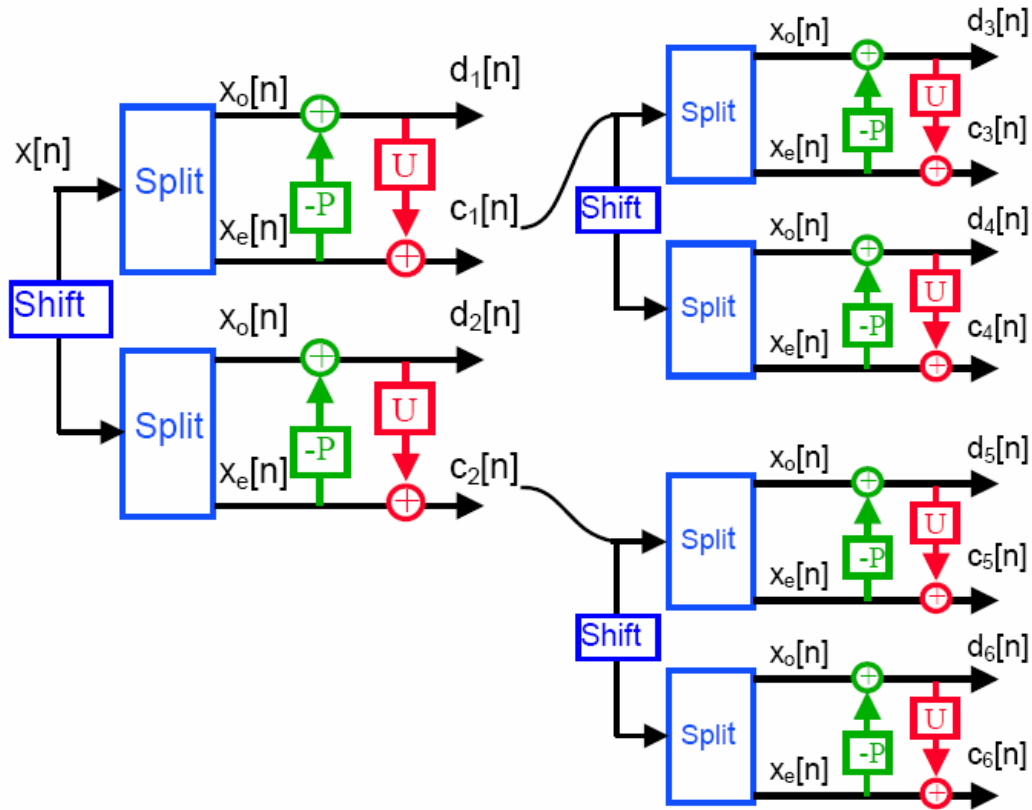 x[n]
Shift
Split
xₒ[n]
xₑ[n]
+
-P
U
+
d₁[n]
c₁[n]
Split
xₒ[n]
xₑ[n]
+
-P
U
+
d₂[n]
c₂[n]
Shift
Split
xₒ[n]
xₑ[n]
+
-P
U
+
d₃[n]
c₃[n]
Split
xₒ[n]
xₑ[n]
+
-P
U
+
d₄[n]
c₄[n]
Shift
Split
xₒ[n]
xₑ[n]
+
-P
U
+
d₅[n]
c₅[n]
Split
xₒ[n]
xₑ[n]
+
-P
U
+
d₆[n]
c₆[n]